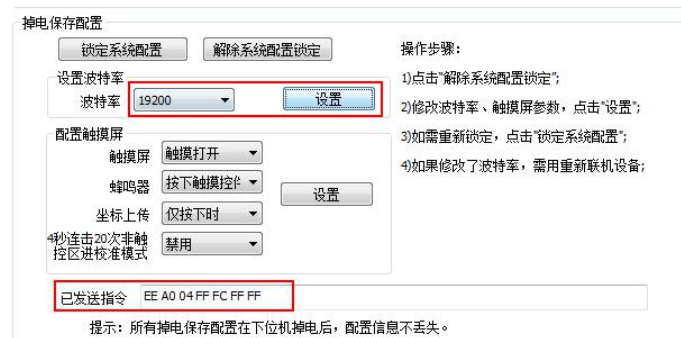 掉电保存配置
锁定系统配置 解除系统配置锁定
设置波特率
波特率 19200 设置
配置触摸屏
触摸屏 触摸打开
蜂鸣器 按下触摸控
设置
坐标上传 仅按下时
4秒连击20次非触
控区进校准模式 禁用
操作步骤:
1)点击"解除系统配置锁定";
2)修改波特率、触摸屏参数,点击"设置";
3)如需重新锁定,点击"锁定系统配置";
4)如果修改了波特率,需用重新联机设备;
已发送指令 EE A0 04 FF FC FF FF
提示:所有掉电保存配置在下位机掉电后,配置信息不丢失。